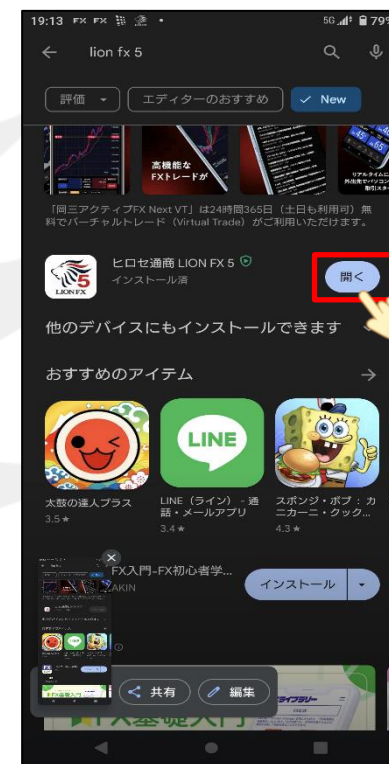 19:13 FX FX
5G 79%
lion fx 5
評価
エディターのおすすめ
New
高機能な
FXトレードが
「岡三アクティブFX Next VT」は24時間365日（土日も利用可）無
料でバーチャルトレード（Virtual Trade）がご利用いただけます。
5
LION FX
ヒロセ通商 LION FX 5
インストール済
開く
他のデバイスにもインストールできます
おすすめのアイテム
LINE
太鼓の達人プラス
3.5★
LINE（ライン） - 通
話・メールアプリ
3.4★
スポンジ・ボブ：カ
ニカーニ・クック...
4.3★
FX入門-FX初心者学...
AKIN
インストール
共有
編集